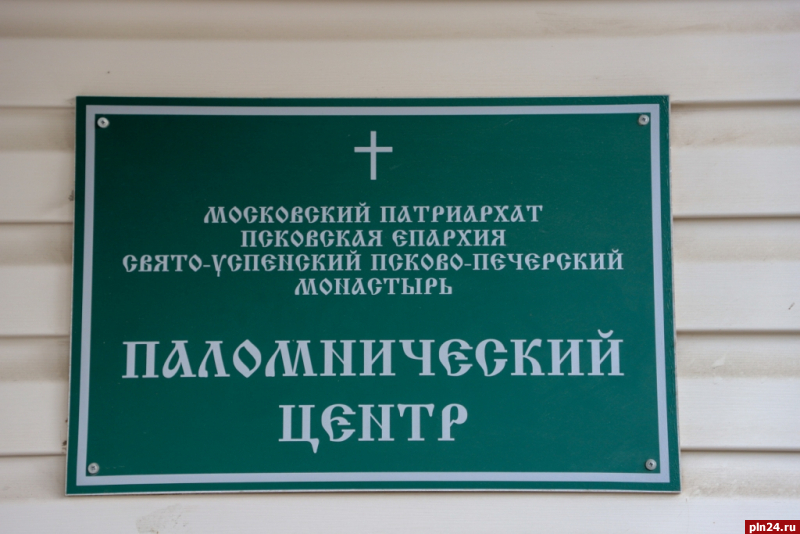 МОСКОВСКИЙ ПАТРИАРХАТ
ПСКОВСКАЯ ЕПАРХИЯ
СВЯТО-УСПЕНСКИЙ ПСКОВО-ПЕЧЕРСКИЙ
МОНАСТЫРЬ
ПАЛОМНИЧЕСКИЙ
ЦЕНТР
pln24.ru